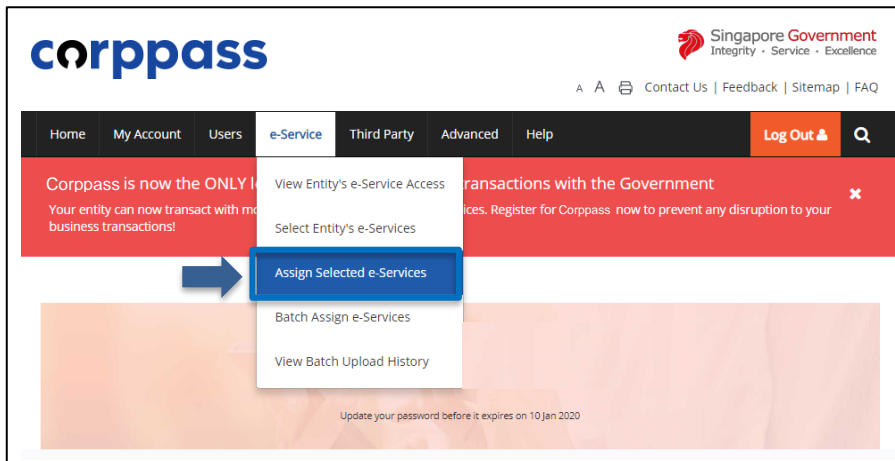 corppass
Singapore Government
Integrity · Service · Excellence
A A Contact Us | Feedback | Sitemap | FAQ
Home My Account Users e-Service Third Party Advanced Help Log Out
Corppass is now the ONLY l ransactions with the Government
Your entity can now transact with mo ices. Register for Corppass now to prevent any disruption to your
business transactions!
View Entity's e-Service Access
Select Entity's e-Services
Assign Selected e-Services
Batch Assign e-Services
View Batch Upload History
Update your password before it expires on 10 Jan 2020